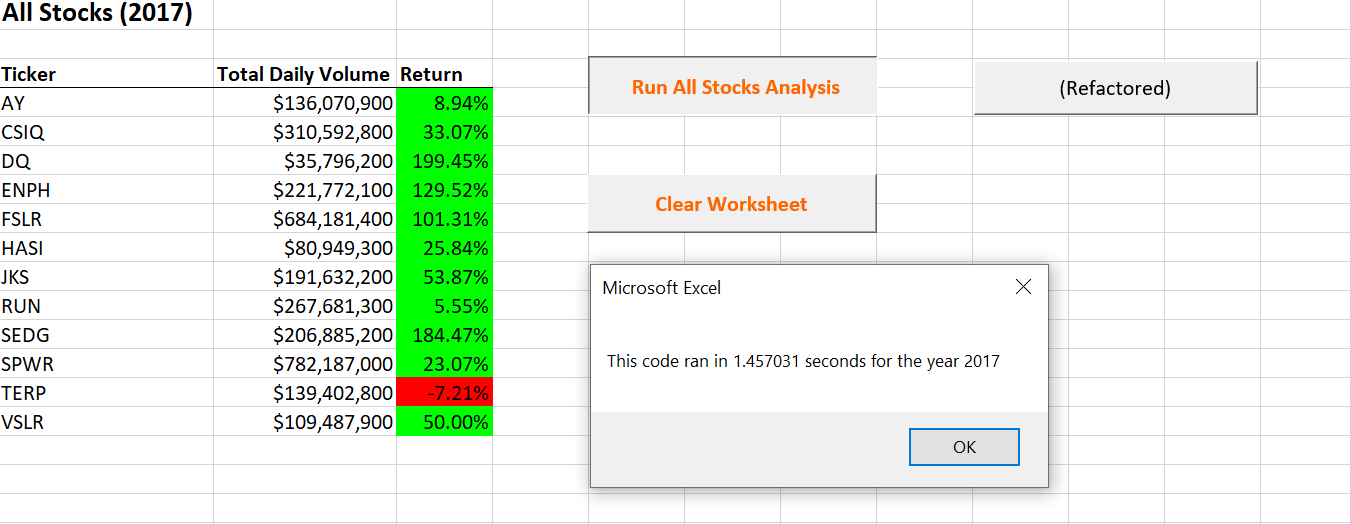 All Stocks (2017)
Ticker Total Daily Volume Return
AY $136,070,900 8.94%
CSIQ $310,592,800 33.07%
DQ $35,796,200 199.45%
ENPH $221,772,100 129.52%
FSLR $684,181,400 101.31%
HASI $80,949,300 25.84%
JKS $191,632,200 53.87%
RUN $267,681,300 5.55%
SEDG $206,885,200 184.47%
SPWR $782,187,000 23.07%
TERP $139,402,800 -7.21%
VSLR $109,487,900 50.00%
Run All Stocks Analysis
(Refactored)
Clear Worksheet
Microsoft Excel
This code ran in 1.457031 seconds for the year 2017
OK